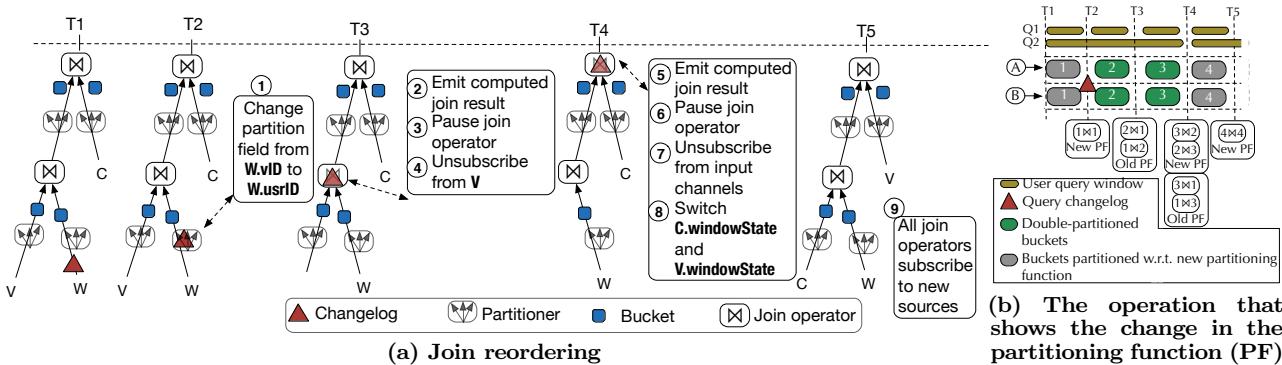 T1
T2
T3
T4
T5
1
Change
partition
field from
W.vID to
W.usrID
2 Emit computed
join result
3 Pause join
operator
4 Unsubscribe
from V
5 Emit computed
join result
6 Pause join
operator
7 Unsubscribe
from input
channels
8 Switch
C.windowState
and
V.windowState
9
All join
operators
subscribe
to new
sources
C
C
C
C
V
V
W
V
W
W
W
C
W
Changelog
Partitioner
Bucket
Join operator
(a) Join reordering
T1 T2 T3 T4 T5
Q1
Q2
A 1 2 3 4
B 1 2 3 4
1⋈1
New PF
2⋈1
1⋈2
Old PF
3⋈2
2⋈3
New PF
3⋈1
1⋈3
Old PF
4⋈4
New PF
User query window
Query changelog
Double-partitioned
buckets
Buckets partitioned w.r.t. new partitioning
function
(b) The operation that
shows the change in the
partitioning function (PF)